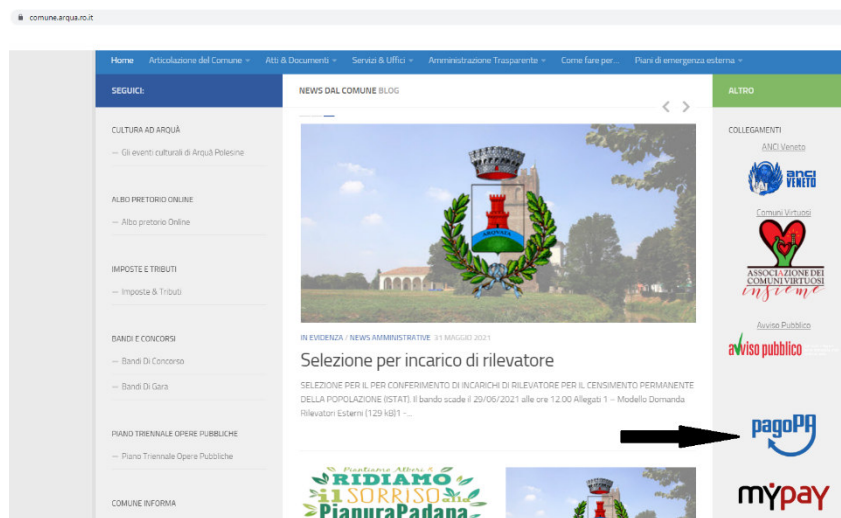 comune.arqua.ro.it
Home Articolazione del Comune Atti & Documenti Servizi & Uffici Amministrazione Trasparente Come fare per... Piani di emergenza esterna
SEGUICI:
CULTURA AD ARQUÀ
— Gli eventi culturali di Arquà Polesine
ALBO PRETORIO ONLINE
— Albo pretorio Online
IMPOSTE E TRIBUTI
— Imposte & Tributi
BANDI E CONCORSI
— Bandi Di Concorso
— Bandi Di Gara
PIANO TRIENNALE OPERE PUBBLICHE
— Piano Triennale Opere Pubbliche
COMUNE INFORMA
NEWS DAL COMUNE BLOG
IN EVIDENZA / NEWS AMMINISTRATIVE 31 MAGGIO 2021
Selezione per incarico di rilevatore
SELEZIONE PER IL PER CONFERIMENTO DI INCARICHI DI RILEVATORE PER IL CENSIMENTO PERMANENTE
DELLA POPOLAZIONE (ISTAT). Il bando scade il 29/06/2021 alle ore 12.00 Allegati 1 – Modello Domanda
Rilevatori Esterni (129 kB)1 -...
Piantiamo Alberi
RIDIAMO
il SORRISO alla
PianuraPadana
ALTRO
COLLEGAMENTI
ANCI Veneto
anci
VENETO
Comuni Virtuosi
ASSOCIAZIONE DEI
COMUNI VIRTUOSI
insieme
Avviso Pubblico
avviso pubblico
pagoPA
mypay